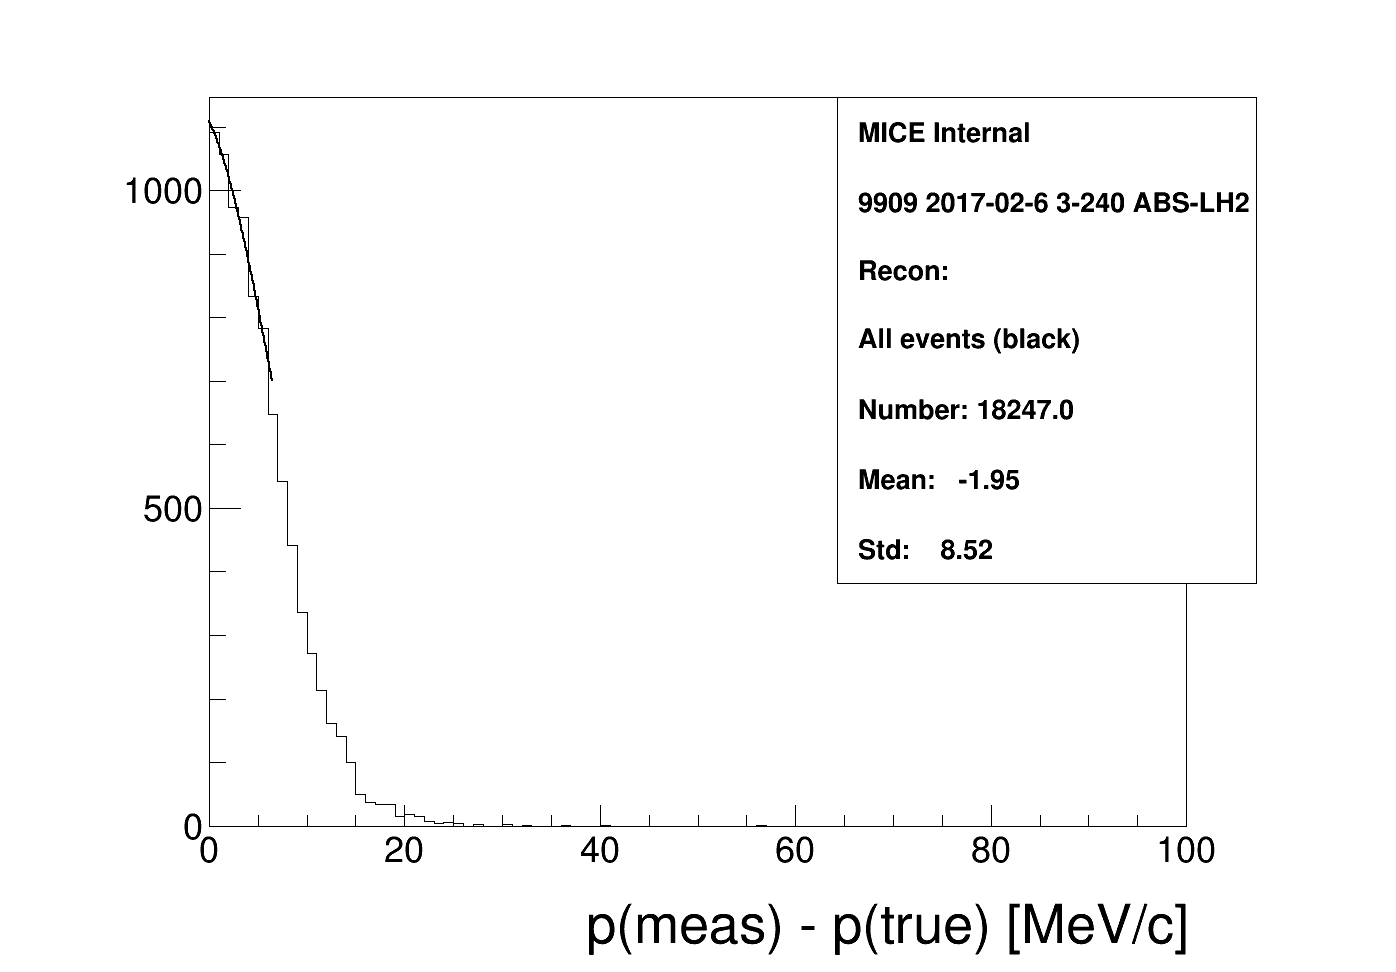 MICE Internal
9909 2017-02-6 3-240 ABS-LH2
Recon:
All events (black)
Number: 18247.0
Mean: -1.95
Std: 8.52
1000
500
0
0 20 40 60 80 100
p(meas) - p(true) [MeV/c]